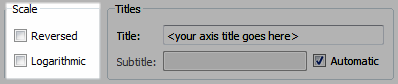 Scale
Titles
Reversed
Title: <your axis title goes here>
Logarithmic
Subtitle: Automatic